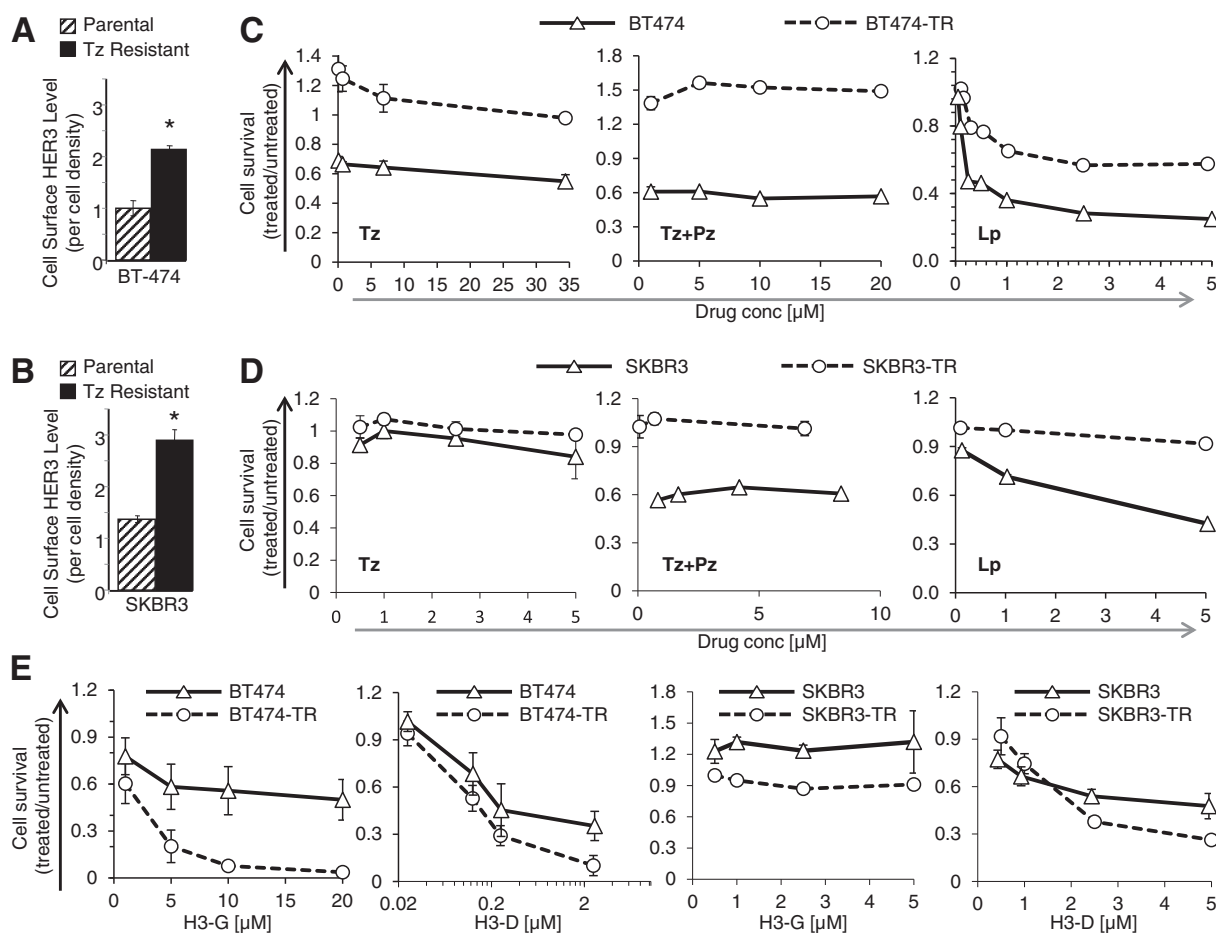 A
Parental
Tz Resistant
Cell Surface HER3 Level
(per cell density)
3
2
1
0
*
BT-474
C
BT474
BT474-TR
Cell survival
(treated/untreated)
1.4
1.2
1
0.8
0.6
0.4
0.2
0
Tz
0 5 10 15 20 25 30 35
1.8
1.5
1.2
0.9
0.6
0.3
0
Tz+Pz
0 5 10 15 20
1.2
0.8
0.4
0.0
Lp
0 1 2 3 4 5
Drug conc [µM]
B
Parental
Tz Resistant
Cell Surface HER3 Level
(per cell density)
3
2
1
0
*
SKBR3
D
SKBR3
SKBR3-TR
Cell survival
(treated/untreated)
1.2
1
0.8
0.6
0.4
0.2
0
Tz
0 1 2 3 4 5
1.2
0.9
0.6
0.3
0
Tz+Pz
0 5 10
1.2
0.9
0.6
0.3
0.0
Lp
0 1 2 3 4 5
Drug conc [µM]
E
Cell survival
(treated/untreated)
BT474
BT474-TR
1.2
0.9
0.6
0.3
0
0 5 10 15 20
H3-G [µM]
BT474
BT474-TR
1.2
0.9
0.6
0.3
0
0.02 0.2 2
H3-D [µM]
SKBR3
SKBR3-TR
1.8
1.5
1.2
0.9
0.6
0.3
0
0 1 2 3 4 5
H3-G [µM]
SKBR3
SKBR3-TR
1.2
0.9
0.6
0.3
0
0 1 2 3 4 5
H3-D [µM]